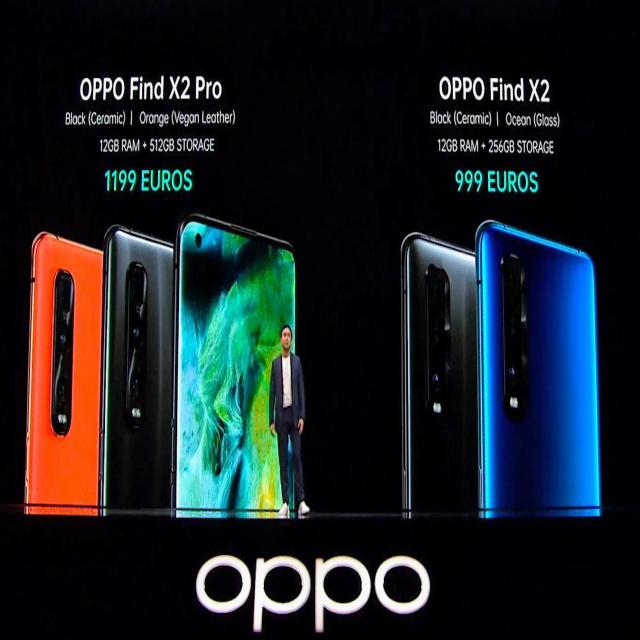 OPPO Find X2 Pro
Black (Ceramic) | Orange (Vegan Leather)
12GB RAM + 512GB STORAGE
1199 EUROS
OPPO Find X2
Black (Ceramic) | Ocean (Glass)
12GB RAM + 256GB STORAGE
999 EUROS
oppo